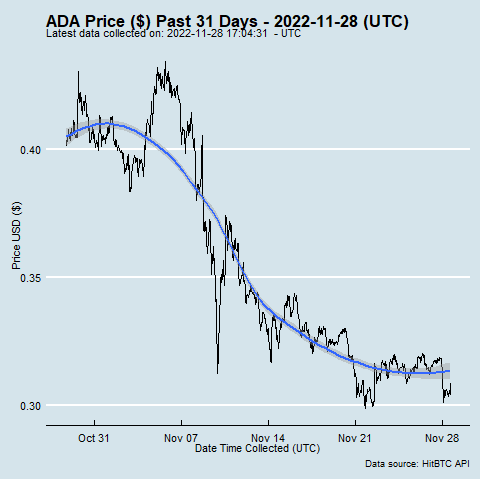 ADA Price ($) Past 31 Days - 2022-11-28 (UTC)
Latest data collected on: 2022-11-28 17:04:31 - UTC
Price USD ($)
0.40
0.35
0.30
Oct 31 Nov 07 Nov 14 Nov 21 Nov 28
Date Time Collected (UTC)
Data source: HitBTC API